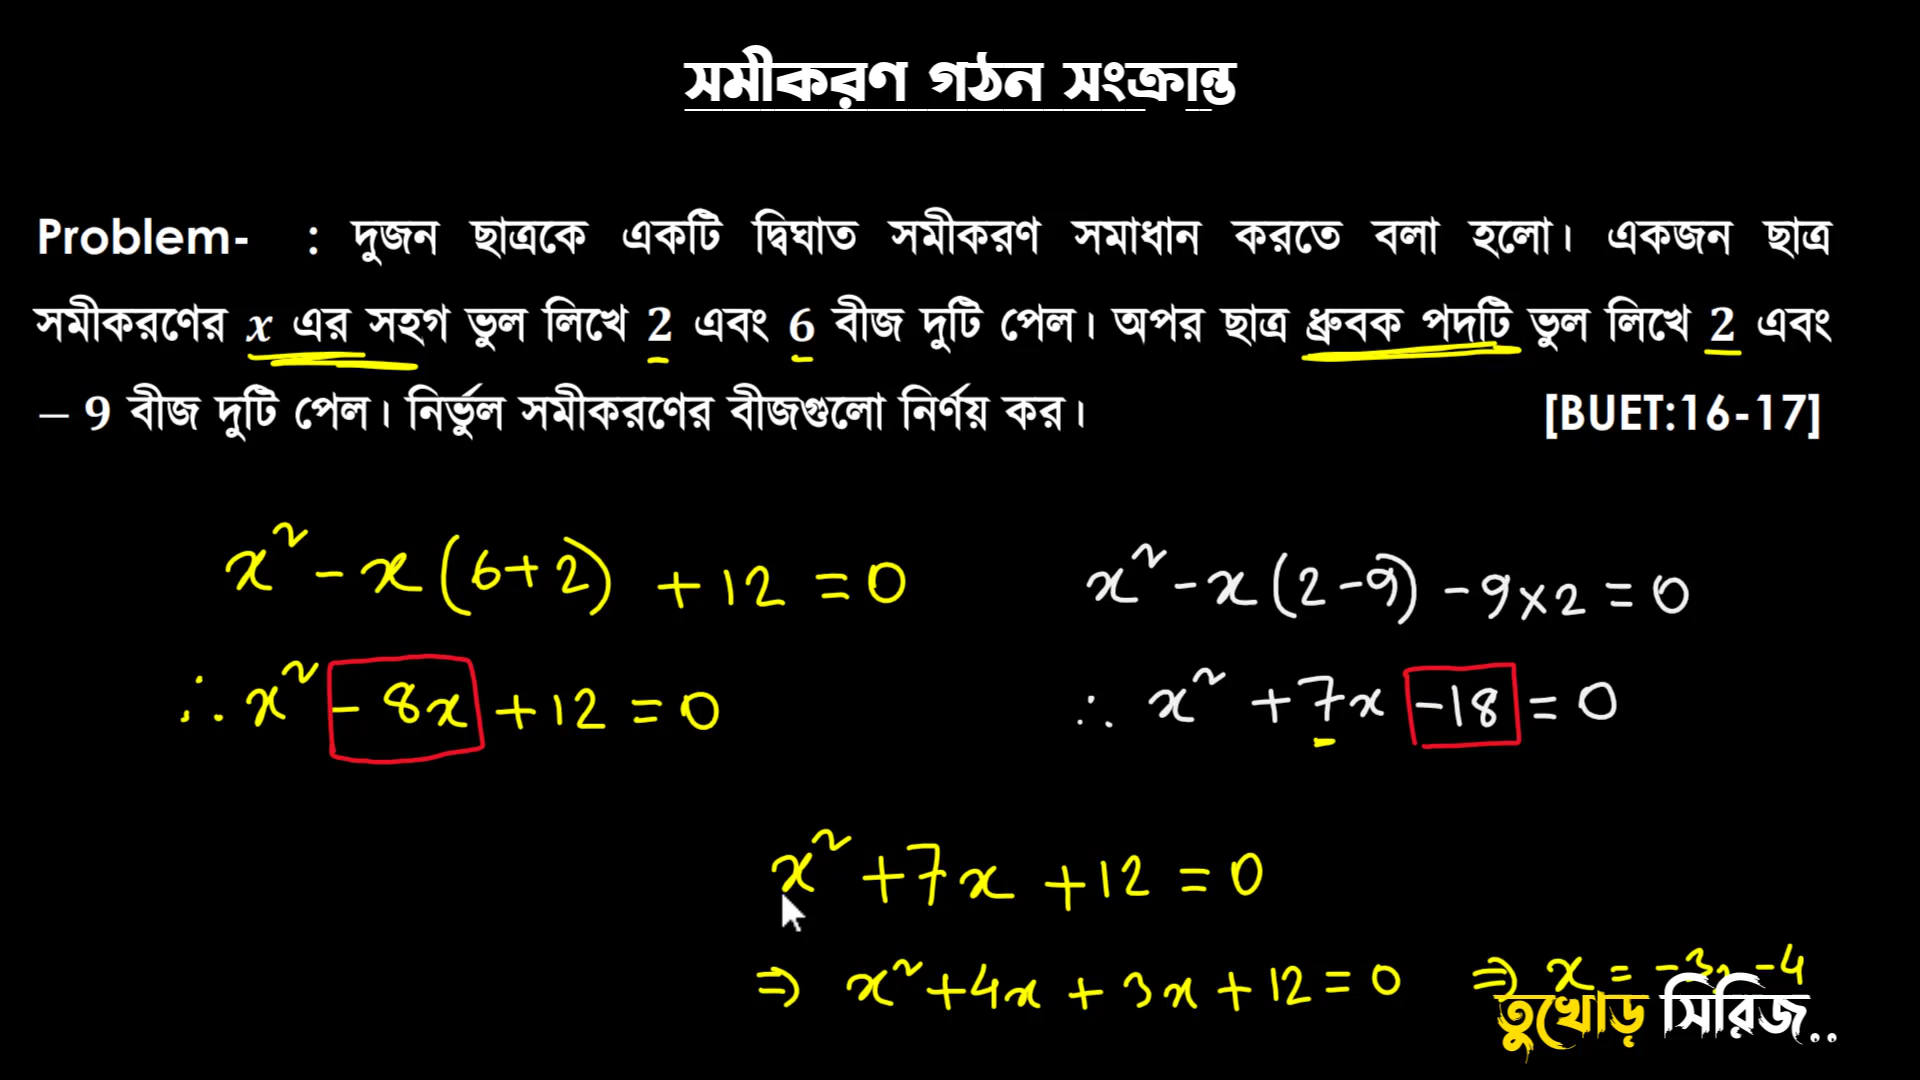 সমীকরণ গঠন সংক্রান্ত
Problem- : দুজন ছাত্রকে একটি দ্বিঘাত সমীকরণ সমাধান করতে বলা হলো। একজন ছাত্র
সমীকরণের x এর সহগ ভুল লিখে 2 এবং 6 বীজ দুটি পেল। অপর ছাত্র ধ্রুবক পদটি ভুল লিখে 2 এবং
– 9 বীজ দুটি পেল। নির্ভুল সমীকরণের বীজগুলো নির্ণয় কর। [BUET:16-17]
x² - x (6+2) + 12 = 0
x² - x (2-9) - 9×2 = 0
∴ x² - 8x + 12 = 0
∴ x² + 7x - 18 = 0
x² + 7x + 12 = 0
⇒ x² + 4x + 3x + 12 = 0 ⇒ x = -3, -4
তুখোড় সিরিজ..